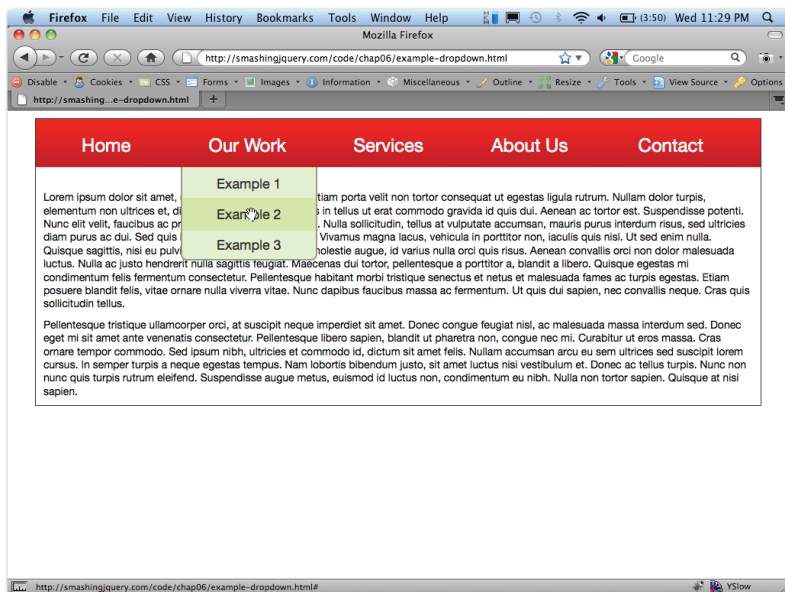 Firefox File Edit View History Bookmarks Tools Window Help (3:50) Wed 11:29 PM
Mozilla Firefox
http://smashingjquery.com/code/chap06/example-dropdown.html Google
Disable Cookies CSS Forms Images Information Miscellaneous Outline Resize Tools View Source Options
http://smashing...e-dropdown.html
Home Our Work Services About Us Contact
Example 1
Example 2
Example 3
Lorem ipsum dolor sit amet, tiam porta velit non tortor consequat ut egestas ligula rutrum. Nullam dolor turpis,
elementum non ultrices et, di s in tellus ut erat commodo gravida id quis dui. Aenean ac tortor est. Suspendisse potenti.
Nunc elit velit, faucibus ac pr . Nulla sollicitudin, tellus at vulputate accumsan, mauris purus interdum risus, sed ultricies
diam purus ac dui. Sed quis Vivamus magna lacus, vehicula in porttitor non, iaculis quis nisl. Ut sed enim nulla.
Quisque sagittis, nisi eu pulvi olestie augue, id varius nulla orci quis risus. Aenean convallis orci non dolor malesuada
luctus. Nulla ac justo hendrerit nulla sagittis feugiat. Maecenas dui tortor, pellentesque a porttitor a, blandit a libero. Quisque egestas mi
condimentum felis fermentum consectetur. Pellentesque habitant morbi tristique senectus et netus et malesuada fames ac turpis egestas. Etiam
posuere blandit felis, vitae ornare nulla viverra vitae. Nunc dapibus faucibus massa ac fermentum. Ut quis dui sapien, nec convallis neque. Cras quis
sollicitudin tellus.
Pellentesque tristique ullamcorper orci, at suscipit neque imperdiet sit amet. Donec congue feugiat nisl, ac malesuada massa interdum sed. Donec
eget mi sit amet ante venenatis consectetur. Pellentesque libero sapien, blandit ut pharetra non, congue nec mi. Curabitur ut eros massa. Cras
ornare tempor commodo. Sed ipsum nibh, ultricies et commodo id, dictum sit amet felis. Nullam accumsan arcu eu sem ultrices sed suscipit lorem
cursus. In semper turpis a neque egestas tempus. Nam lobortis bibendum justo, sit amet luctus nisi vestibulum et. Donec ac tellus turpis. Nunc non
nunc quis turpis rutrum eleifend. Suspendisse augue metus, euismod id luctus non, condimentum eu nibh. Nulla non tortor sapien. Quisque at nisi
sapien.
http://smashingjquery.com/code/chap06/example-dropdown.html# YSlow